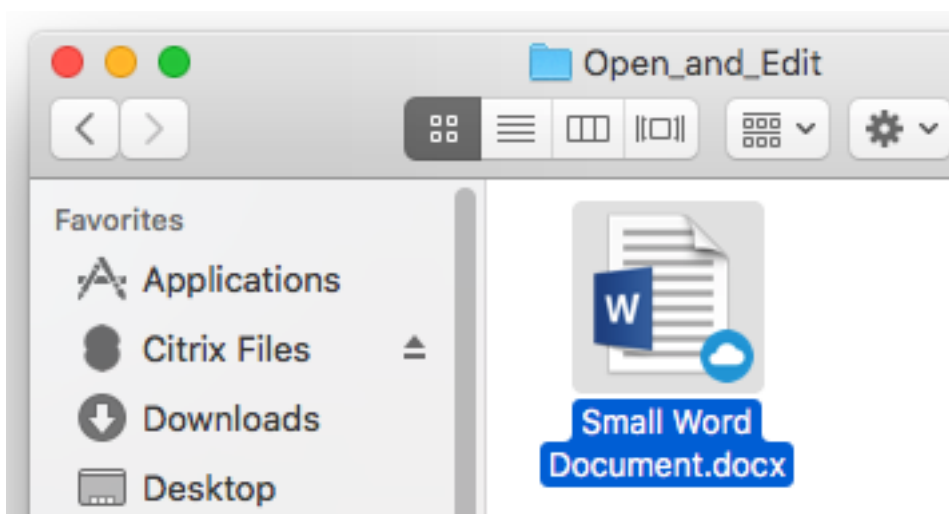 Open_and_Edit
Favorites
Applications
Citrix Files
Downloads
Desktop
W
Small Word
Document.docx